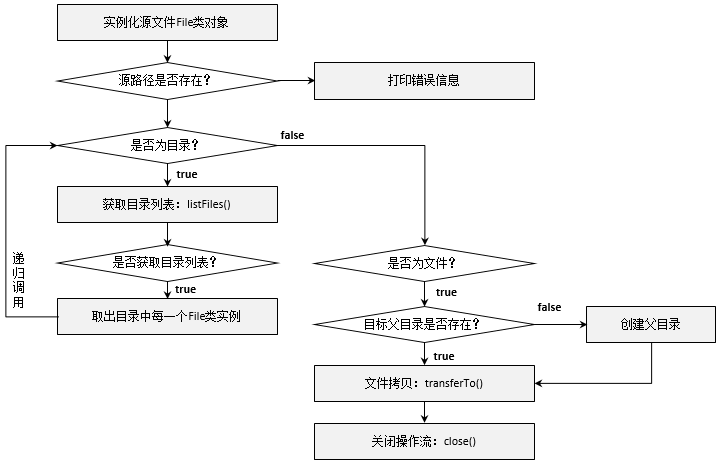 实例化源文件File类对象
源路径是否存在？
打印错误信息
是否为目录？
false
true
获取目录列表：listFiles()
是否获取目录列表？
true
递归调用
取出目录中每一个File类实例
是否为文件？
true
目标父目录是否存在？
false
创建父目录
true
文件拷贝：transferTo()
关闭操作流：close()